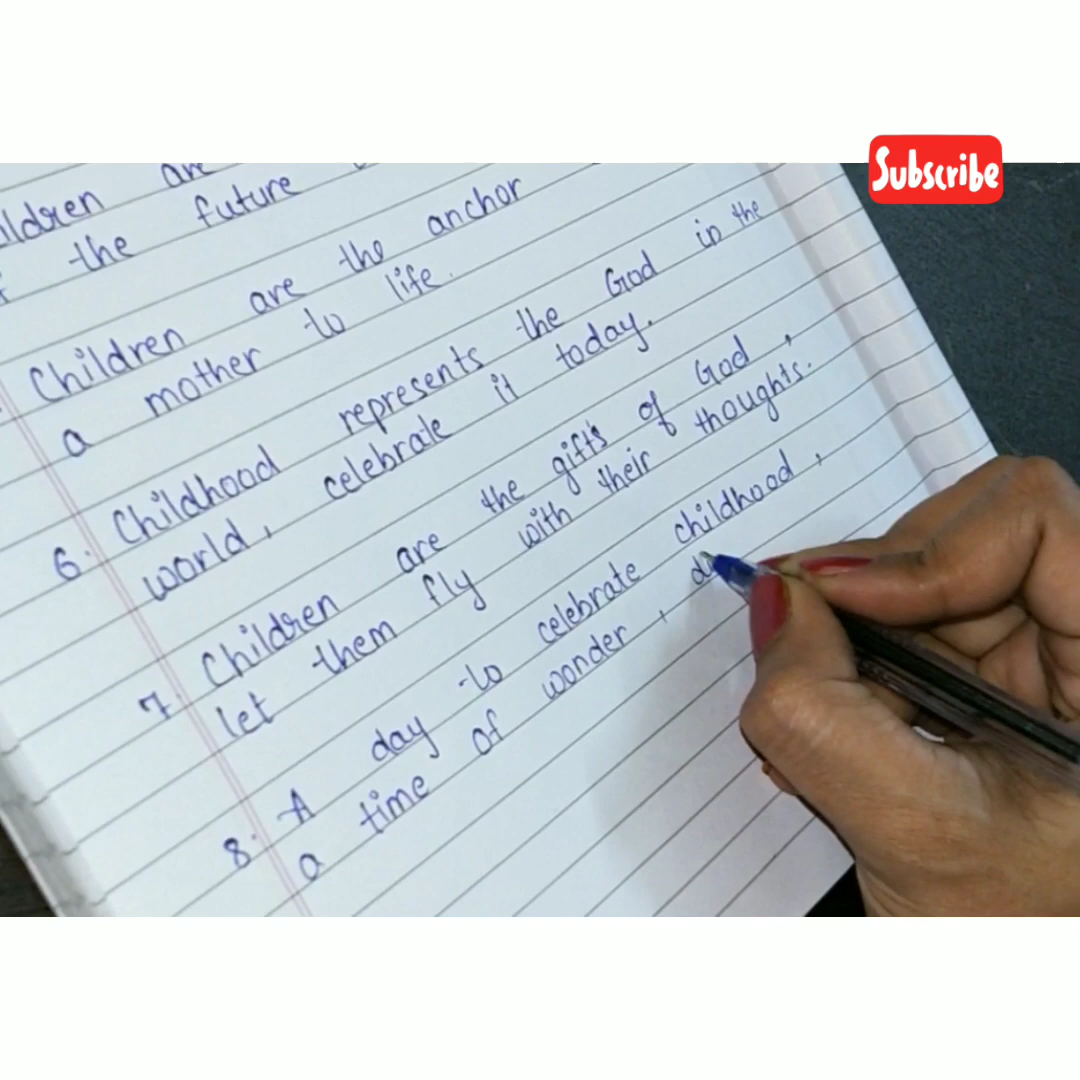 Subscribe
are
the future
Children are the anchor
a mother to life.
6. Childhood represents the God in the
world, celebrate it today.
7. Children are the gifts of God,
let them fly with their thoughts.
8. A day to celebrate childhood,
a time of wonder,